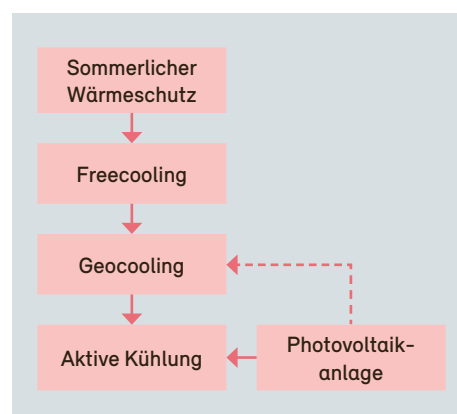 Sommerlicher
Wärmeschutz
Freecooling
Geocooling
Aktive Kühlung
Photovoltaik-
anlage